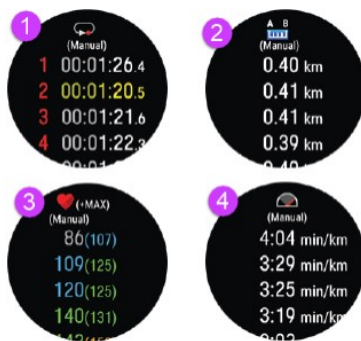 1
(Manual)
1 00:01:26.4
2 00:01:20.5
3 00:01:21.6
4 00:01:22.3
2
A B
(Manual)
0.40 km
0.41 km
0.41 km
0.39 km
3
(+MAX)
(Manual)
86(107)
109(125)
120(125)
140(131)
4
(Manual)
4:04 min/km
3:29 min/km
3:25 min/km
3:19 min/km